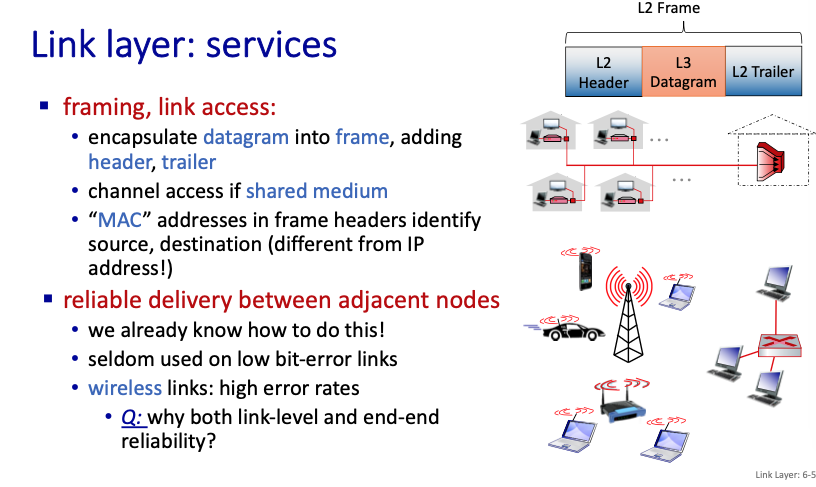 L2 Frame
Link layer: services
L2
Header
L3
Datagram
L2 Trailer
▪ framing, link access:
• encapsulate datagram into frame, adding
header, trailer
• channel access if shared medium
• “MAC” addresses in frame headers identify
source, destination (different from IP
address!)
▪ reliable delivery between adjacent nodes
• we already know how to do this!
• seldom used on low bit-error links
• wireless links: high error rates
• Q: why both link-level and end-end
reliability?
...
...
Link Layer: 6-5